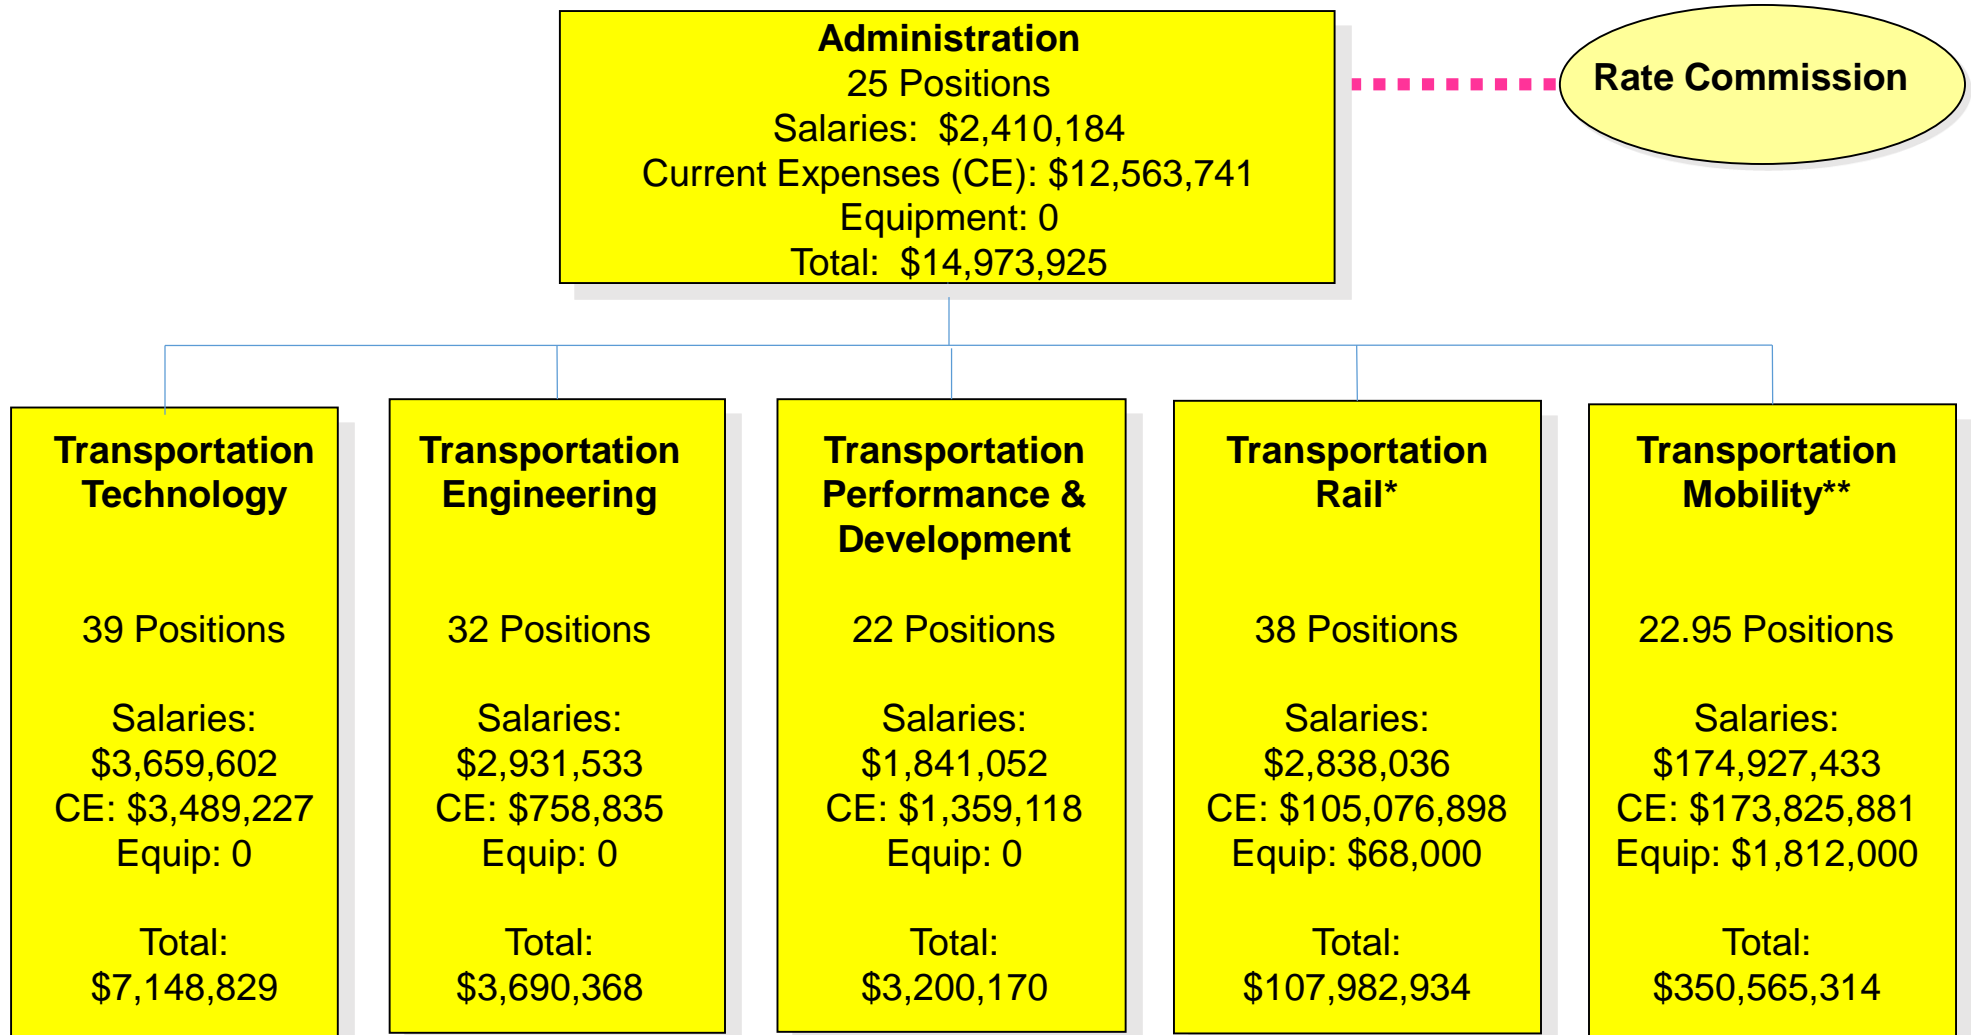 Administration
25 Positions
Salaries:  $2,410,184
Current Expenses (CE): $12,563,741
Equipment: 0
Total:  $14,973,925
Rate Commission
Transportation
Technology
39 Positions
Salaries:
$3,659,602
CE: $3,489,227
Equip: 0
Total:
$7,148,829
Transportation
Engineering
32 Positions
Salaries:
$2,931,533
CE: $758,835
Equip: 0
Total:
$3,690,368
Transportation
Performance &
Development
22 Positions
Salaries:
$1,841,052
CE: $1,359,118
Equip: 0
Total:
$3,200,170
Transportation
Rail*
38 Positions
Salaries:
$2,838,036
CE: $105,076,898
Equip: $68,000
Total:
$107,982,934
Transportation
Mobility**
22.95 Positions
Salaries:
$174,927,433
CE: $173,825,881
Equip: $1,812,000
Total:
$350,565,314